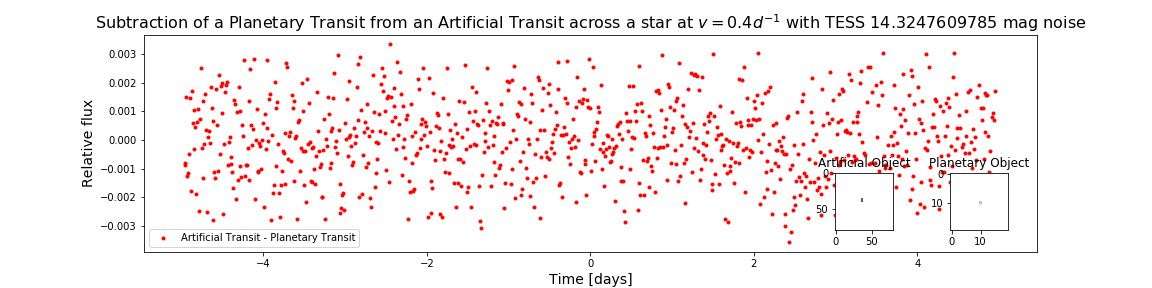 Subtraction of a Planetary Transit from an Artificial Transit across a star at v = 0.4d⁻¹ with TESS 14.3247609785 mag noise
Relative flux
0.003
0.002
0.001
0.000
−0.001
−0.002
−0.003
Artificial Transit - Planetary Transit
Artificial Object
0
50
0 50
Planetary Object
0
10
0 10
−4 −2 0 2 4
Time [days]